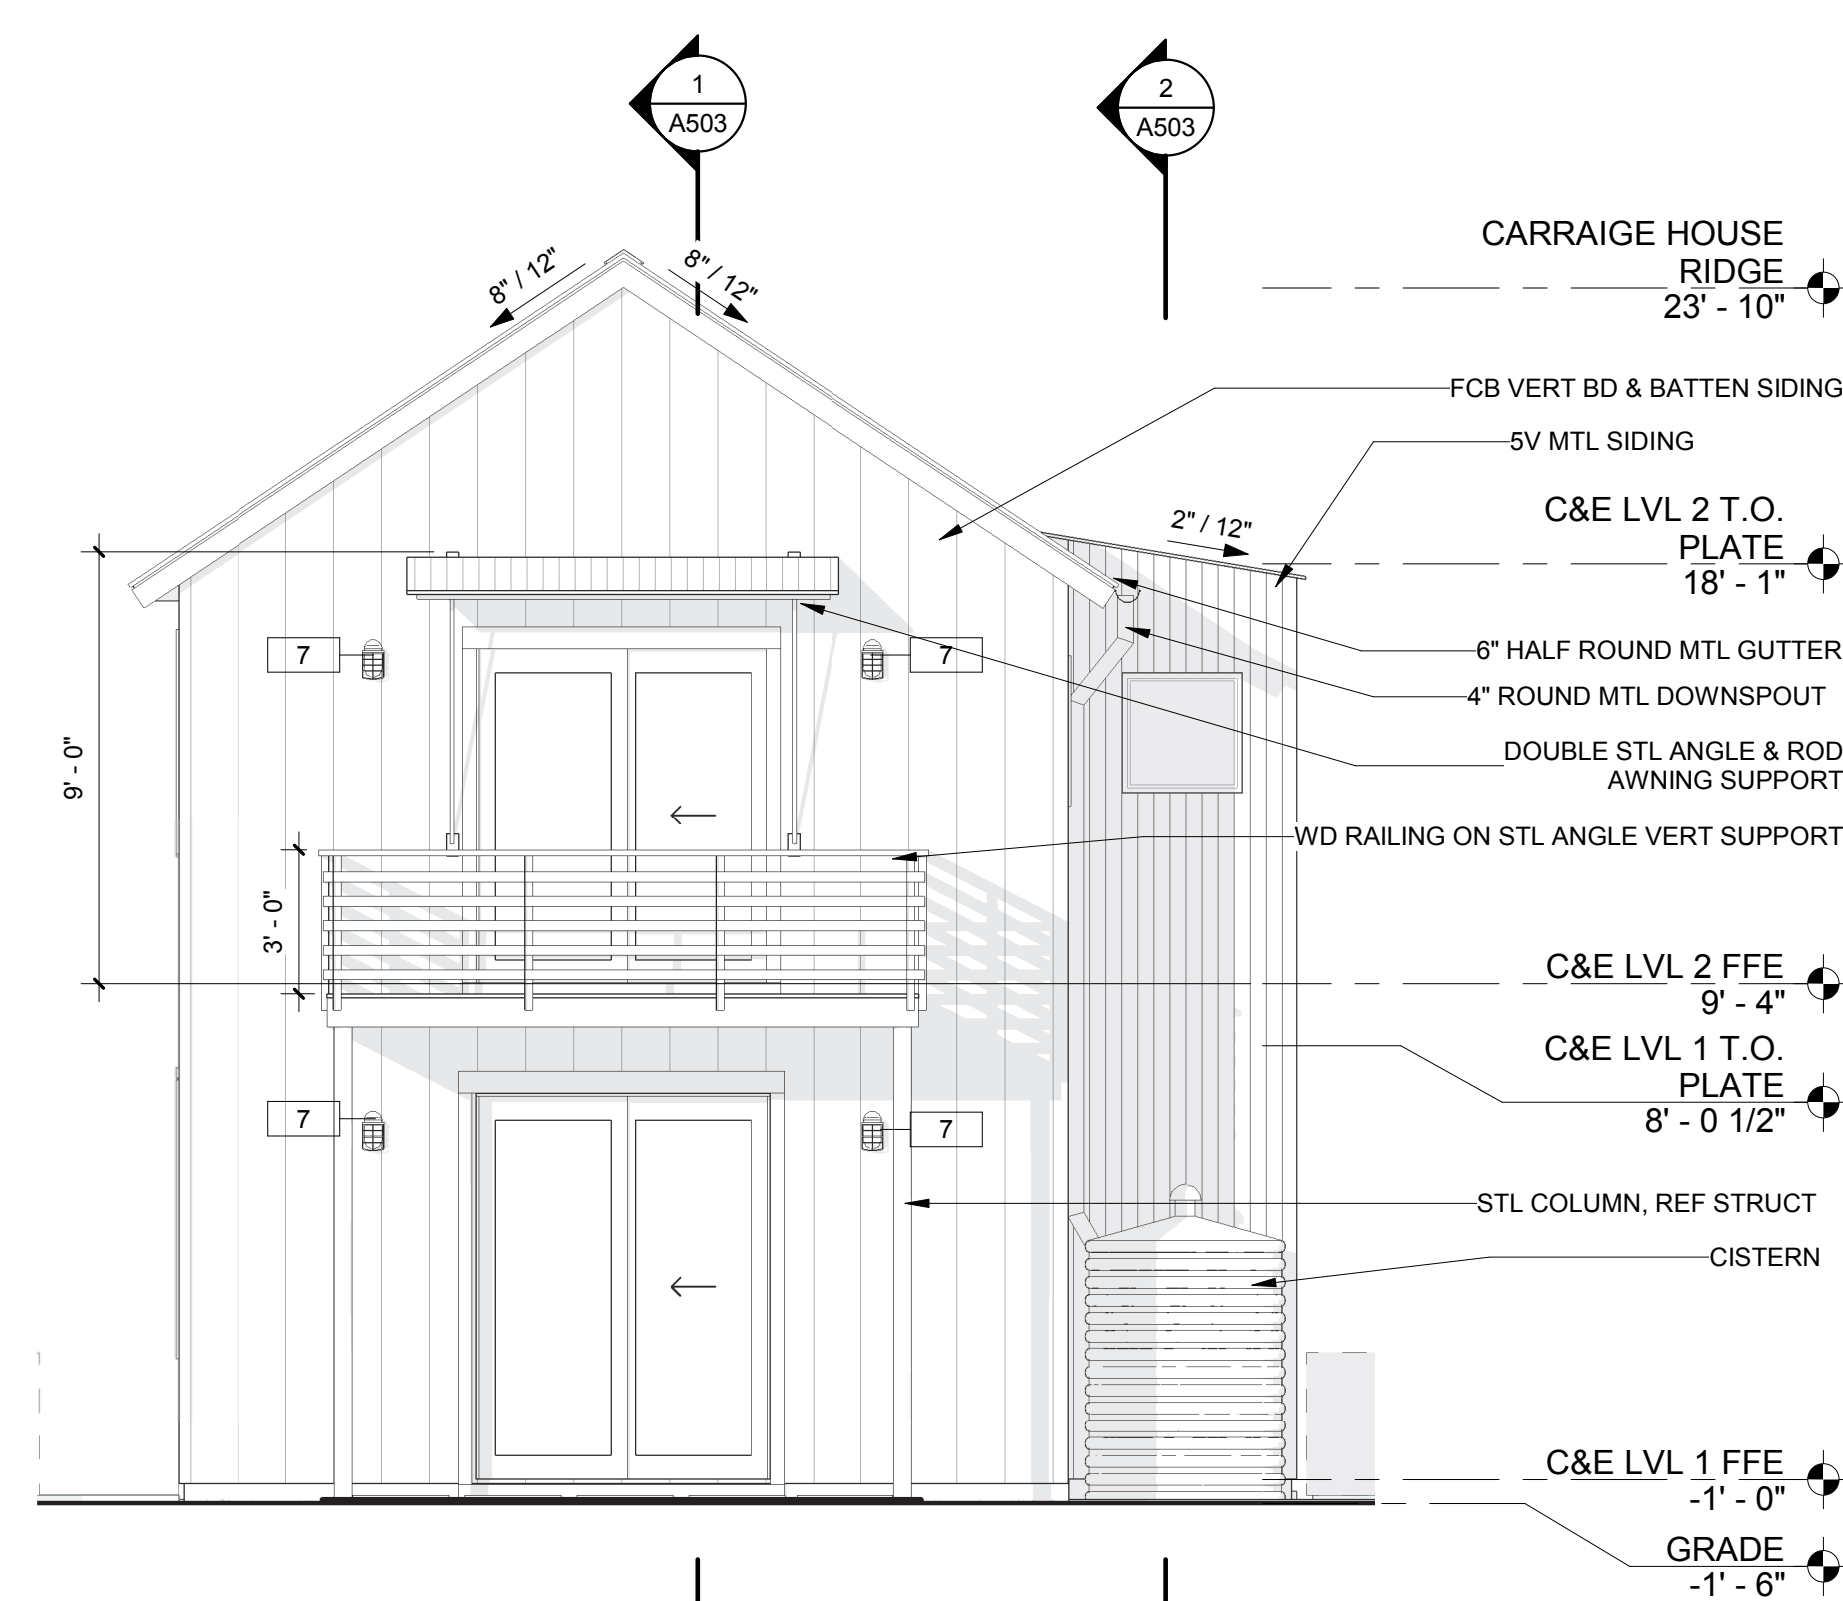 1
A503
2
A503
8" / 12"
8" / 12"
CARRAIGE HOUSE
RIDGE
23' - 10"
FCB VERT BD & BATTEN SIDING
5V MTL SIDING
2" / 12"
C&E LVL 2 T.O.
PLATE
18' - 1"
7
7
6" HALF ROUND MTL GUTTER
4" ROUND MTL DOWNSPOUT
9' - 0"
DOUBLE STL ANGLE & ROD
AWNING SUPPORT
WD RAILING ON STL ANGLE VERT SUPPORT
3' - 0"
C&E LVL 2 FFE
9' - 4"
C&E LVL 1 T.O.
PLATE
8' - 0 1/2"
7
7
STL COLUMN, REF STRUCT
CISTERN
C&E LVL 1 FFE
-1' - 0"
GRADE
-1' - 6"